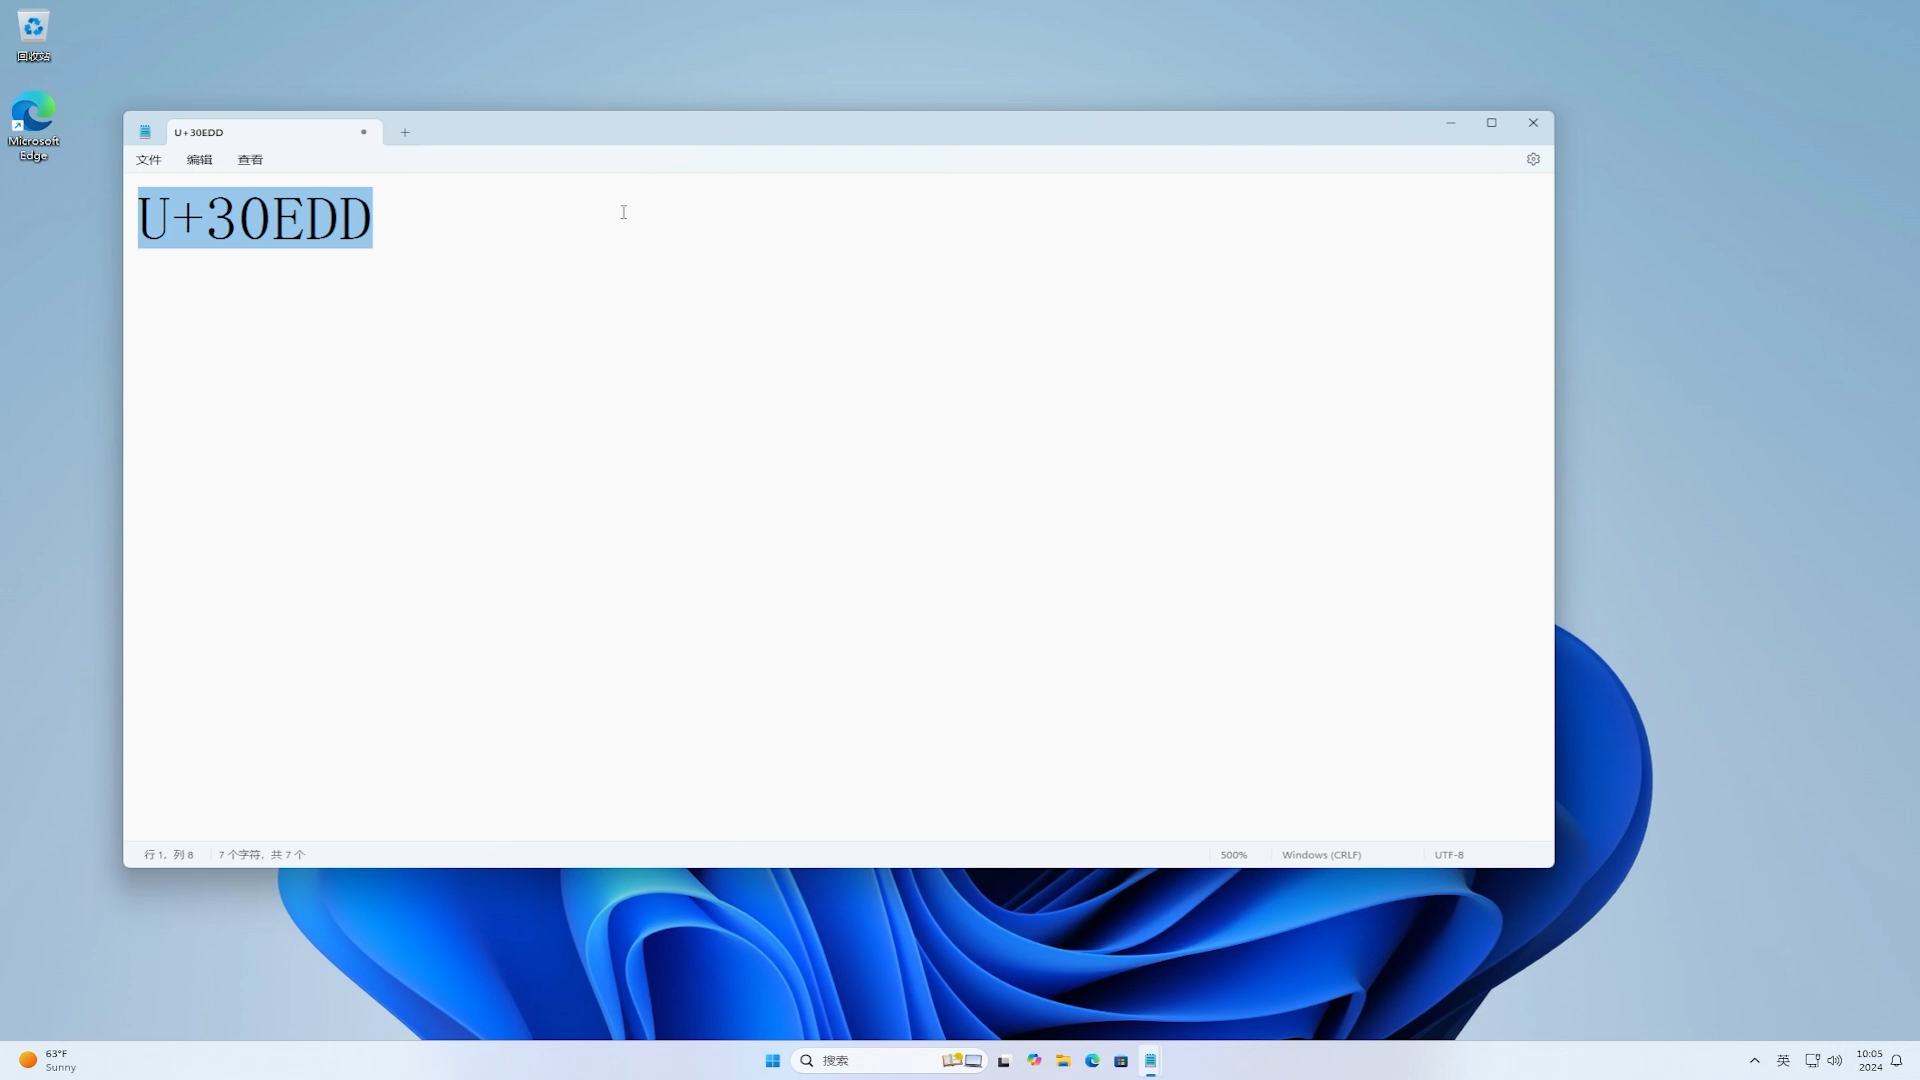 回收站
Microsoft
Edge
U+30EDD
文件 编辑 查看
U+30EDD
行 1，列 8 7 个字符，共 7 个 500% Windows (CRLF) UTF-8
63°F
Sunny
搜索
英
10:05
2024